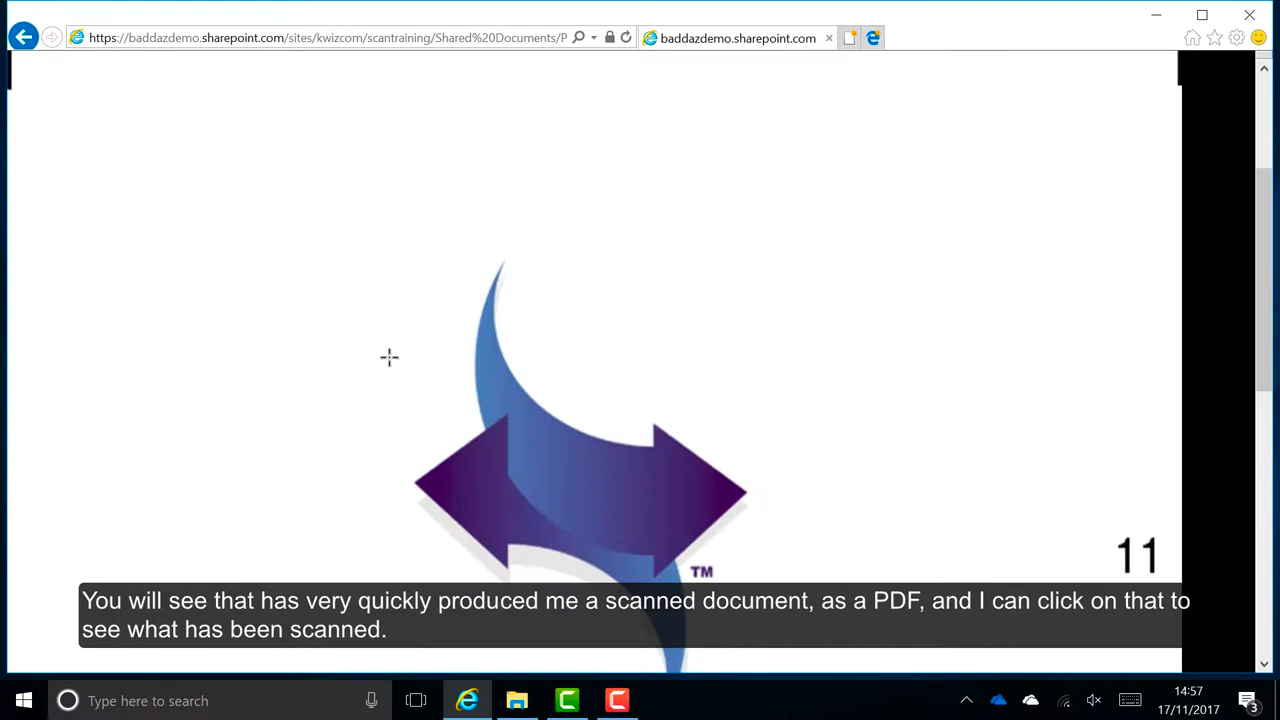 https://baddazdemo.sharepoint.com/sites/kwizcom/scantraining/Shared%20Documents/P
baddazdemo.sharepoint.com
11
TM
You will see that has very quickly produced me a scanned document, as a PDF, and I can click on that to
see what has been scanned.
Type here to search
14:57
17/11/2017
3